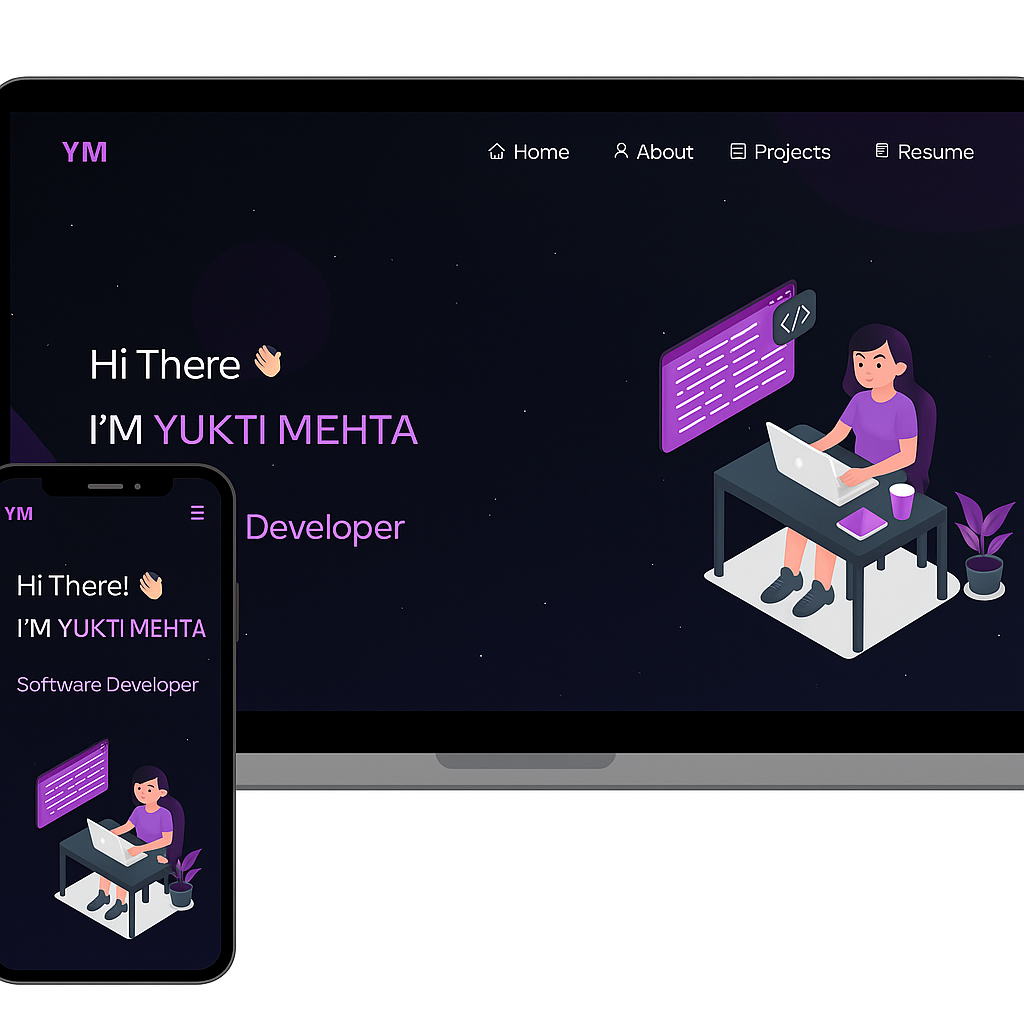 YM
Home About Projects Resume
Hi There 👋🏻
I'M YUKTI MEHTA
Developer
</>
YM
Hi There! 👋🏻
I'M YUKTI MEHTA
Software Developer